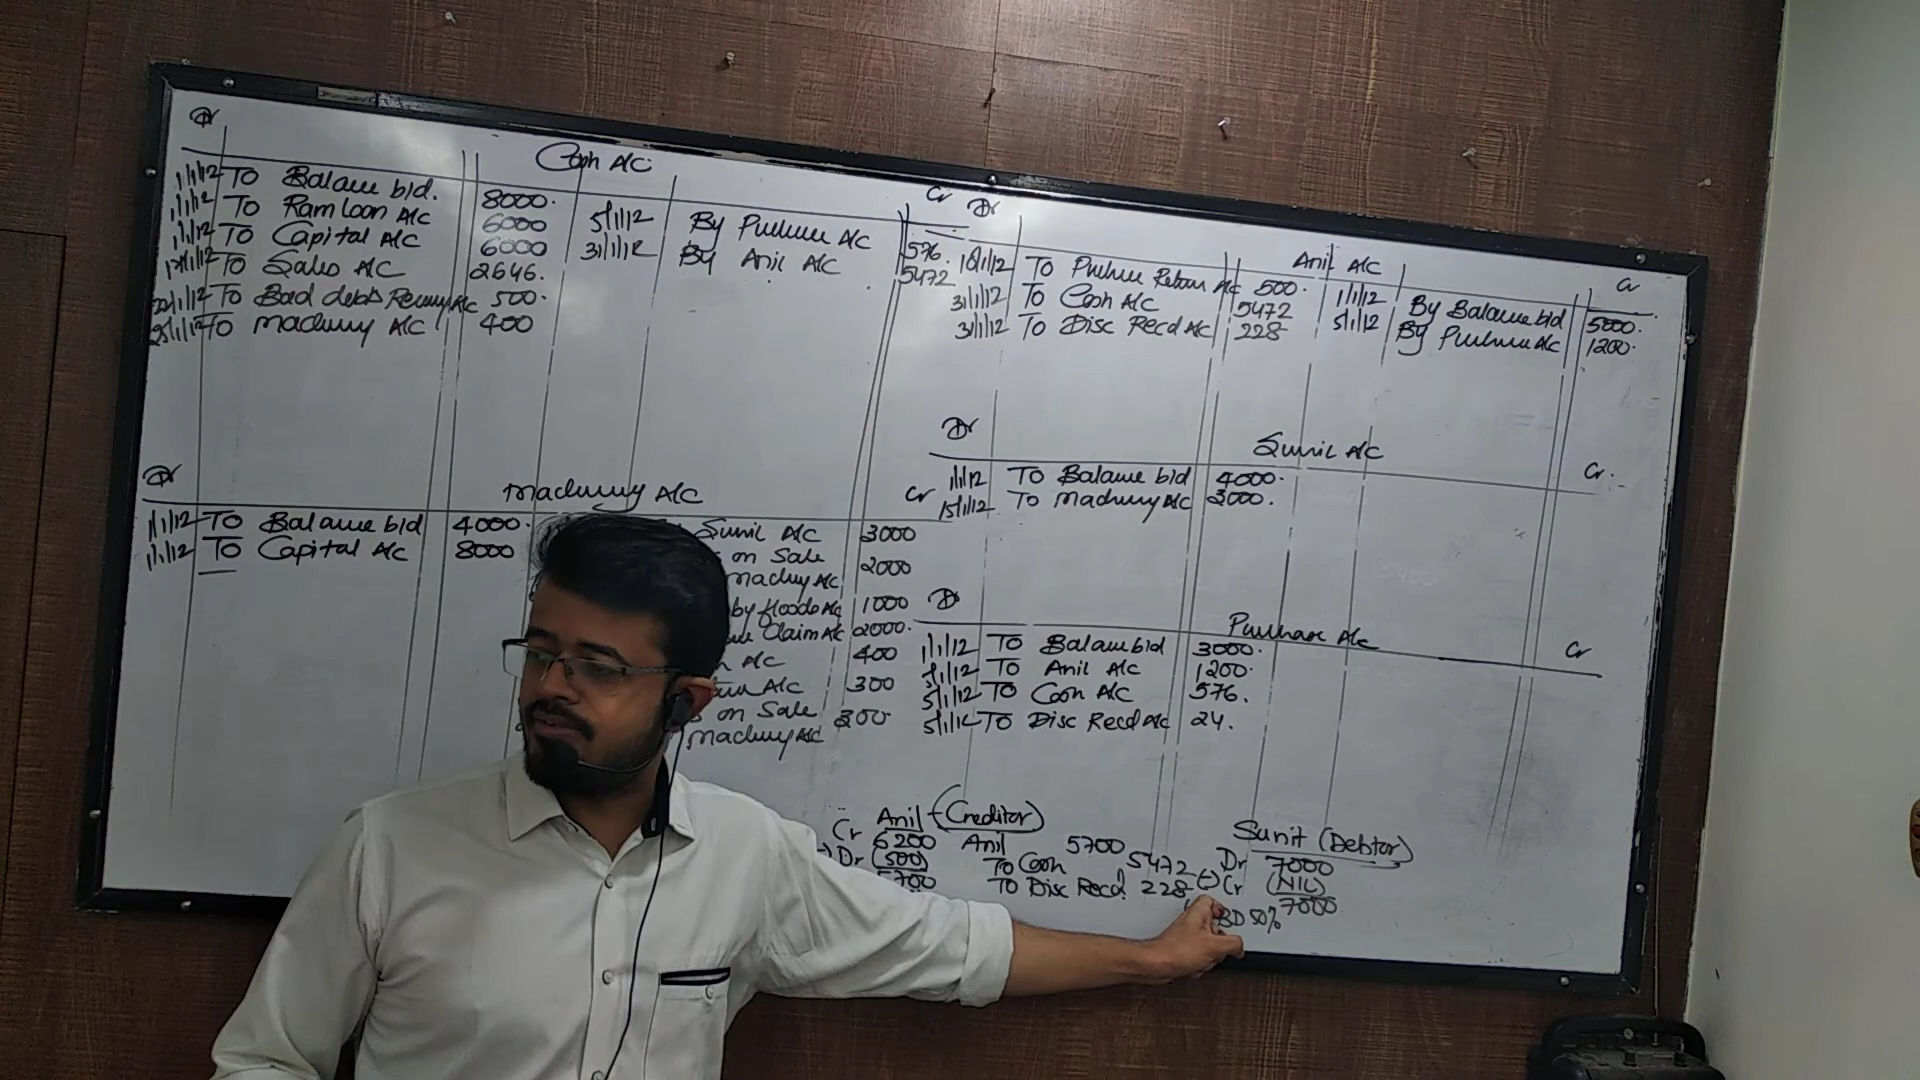 Dr
Cash A/C
Cr
1/1/12 To Balance b/d. 8000.
1/1/12 To Ram Loan A/C 6000 5/1/12 By Purchase A/C 576.
1/1/12 To Capital A/C 6000 31/1/12 By Anil A/C 5472
To Sales A/C 2646.
To Bad debts Recovery A/C 500.
25/1/12 To Machinery A/C 400
Dr
Anil A/C
Cr
To Purchase Return A/C 500. 1/1/12 By Balance b/d 5000.
31/1/12 To Cash A/C 5472 5/1/12 By Purchase A/C 1200.
31/1/12 To Disc Recd A/C 228
Dr
Sunil A/C
Cr.
1/1/12 To Balance b/d 4000.
15/1/12 To Machinery A/C 3000.
Dr
Machinery A/C
Cr
1/1/12 To Balance b/d 4000. Sunil A/C 3000
1/1/12 To Capital A/C 8000 on Sale
Machy A/C 2000
by floods A/c 1000
Claim A/c 2000.
A/C 400
A/C 300
on Sale 300
Machinery A/C
Dr
Purchase A/C
Cr
1/1/12 To Balance b/d 3000.
5/1/12 To Anil A/C 1200.
5/1/12 To Cash A/C 576.
5/1/12 To Disc Recd A/c 24.
Anil (Creditor)
Cr 6200
Dr (500)
5700
Anil 5700
To Cash 5472
To Disc Recd 228
Sunil (Debtor)
Dr 7000
(-) Cr (NIL)
7000
BD 50%